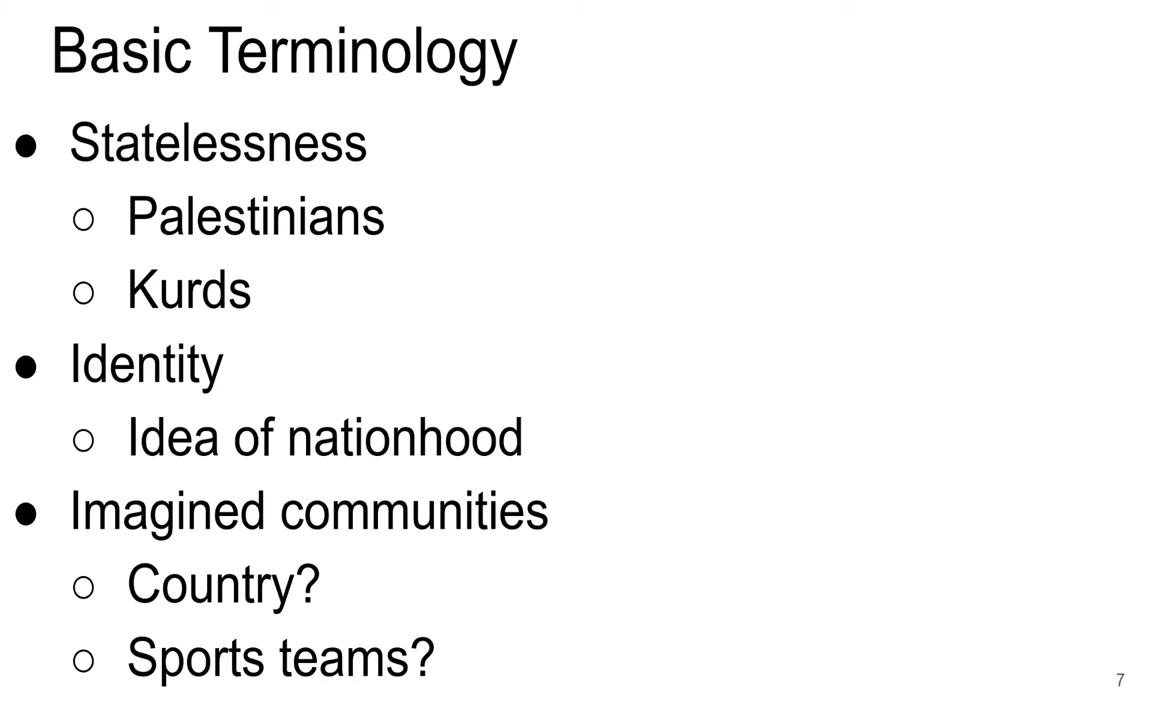 Basic Terminology
● Statelessness
○ Palestinians
○ Kurds
● Identity
○ Idea of nationhood
● Imagined communities
○ Country?
○ Sports teams?
7